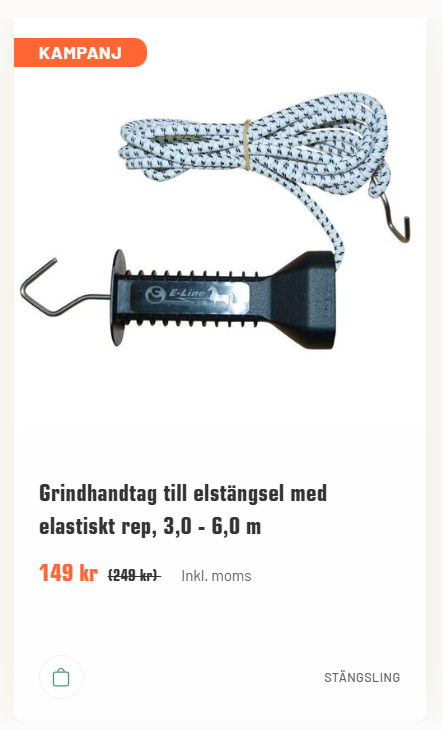 KAMPANJ
E-Line
Grindhandtag till elstängsel med
elastiskt rep, 3,0 - 6,0 m
149 kr (249 kr) Inkl. moms
STÄNGSLING